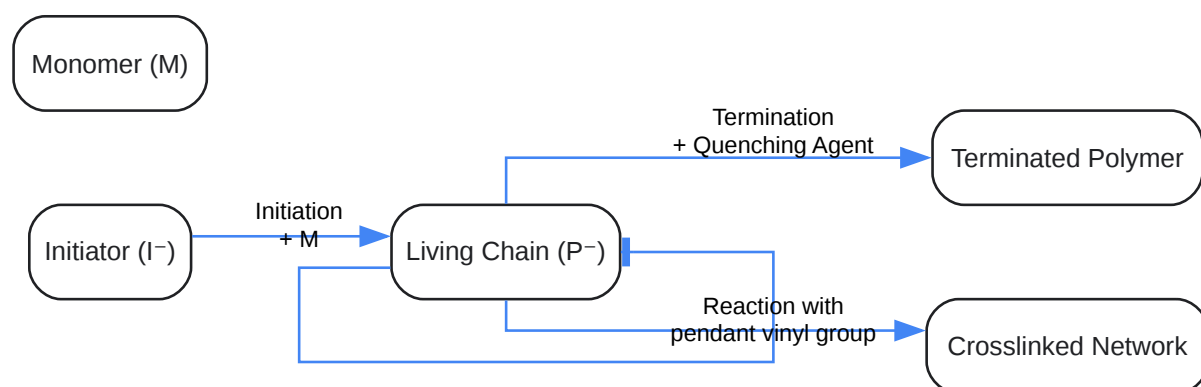 Monomer (M)
Termination
+ Quenching Agent
Terminated Polymer
Initiation
+ M
Initiator (I⁻)
Living Chain (P⁻)
Reaction with
pendant vinyl group
Crosslinked Network